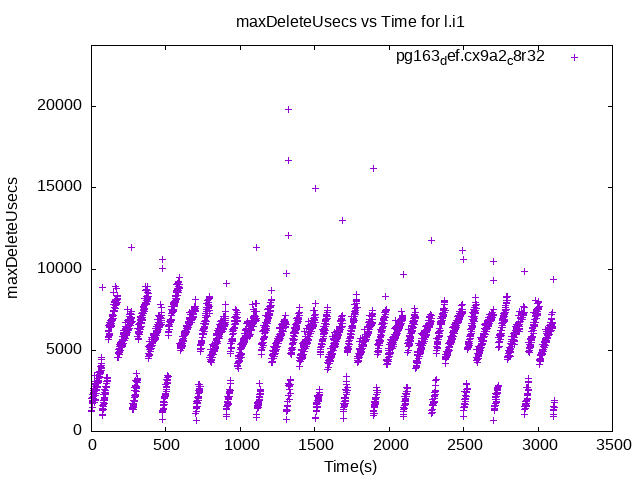 maxDeleteUsecs vs Time for l.i1
pg163def.cx9a2c8r32
maxDeleteUsecs
20000
15000
10000
5000
0
0 500 1000 1500 2000 2500 3000 3500
Time(s)